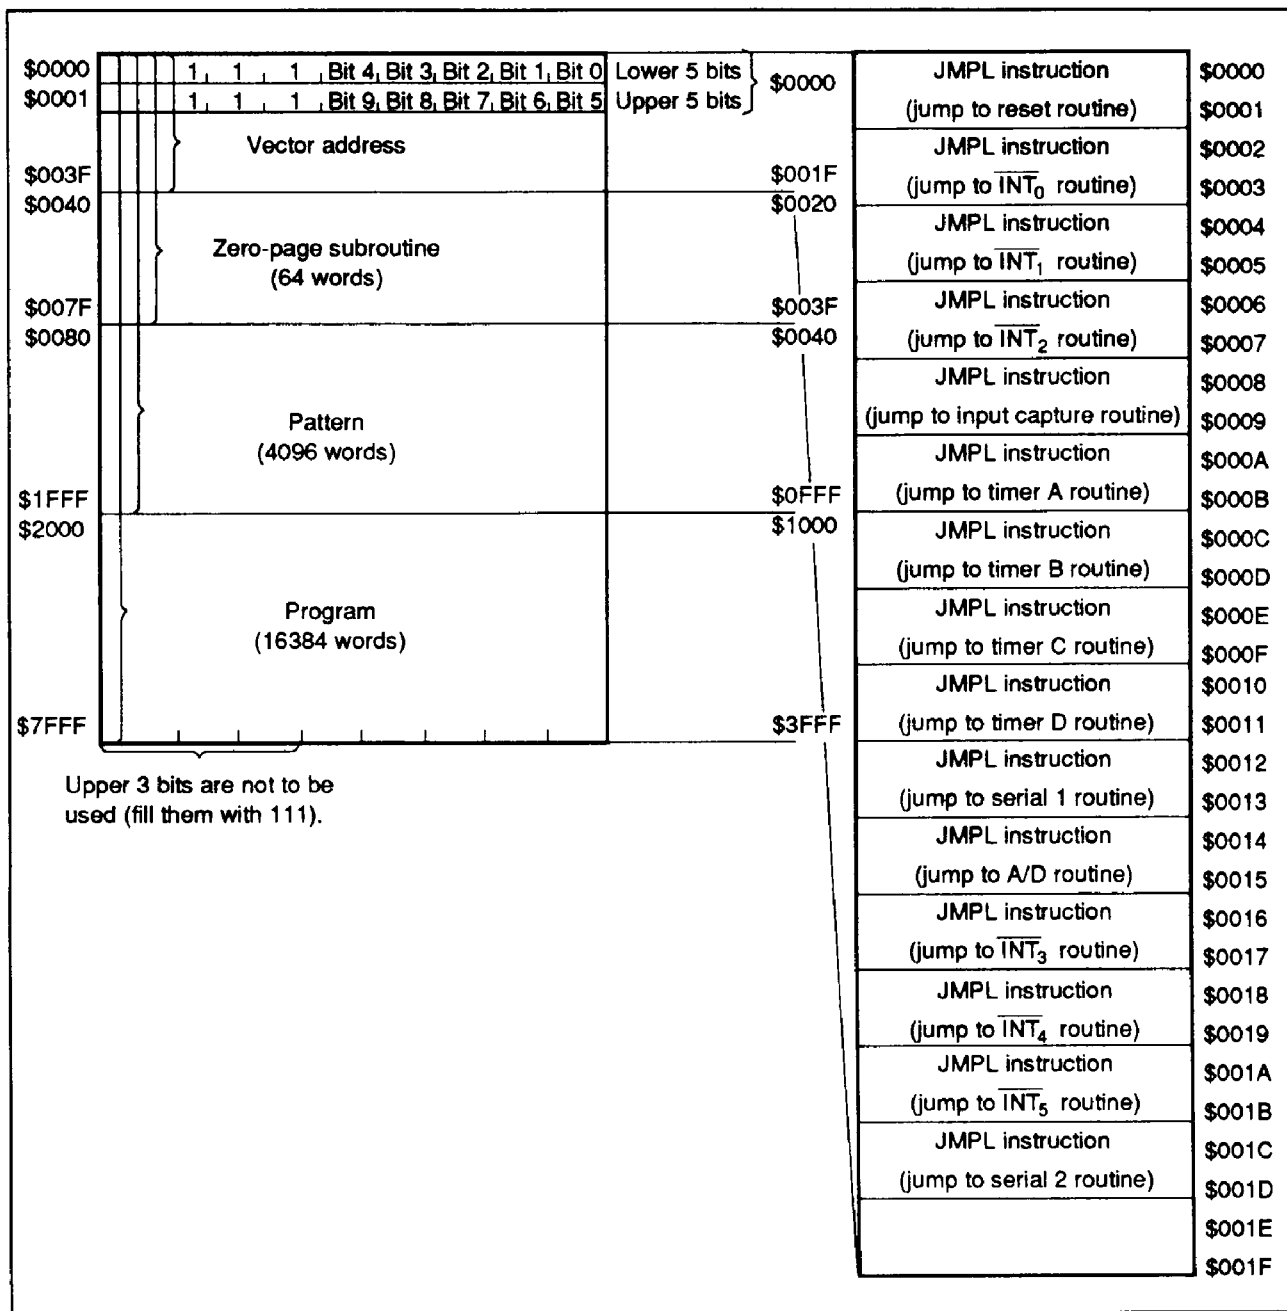 $0000 1 1 1 Bit 4 Bit 3 Bit 2 Bit 1 Bit 0 Lower 5 bits
$0001 1 1 1 Bit 9 Bit 8 Bit 7 Bit 6 Bit 5 Upper 5 bits
$0000
Vector address
$003F $001F
$0040 $0020
Zero-page subroutine
(64 words)
$007F $003F
$0080 $0040
Pattern
(4096 words)
$1FFF $0FFF
$2000 $1000
Program
(16384 words)
$7FFF $3FFF
Upper 3 bits are not to be
used (fill them with 111).
JMPL instruction $0000
(jump to reset routine) $0001
JMPL instruction $0002
(jump to INT0 routine) $0003
JMPL instruction $0004
(jump to INT1 routine) $0005
JMPL instruction $0006
(jump to INT2 routine) $0007
JMPL instruction $0008
(jump to input capture routine) $0009
JMPL instruction $000A
(jump to timer A routine) $000B
JMPL instruction $000C
(jump to timer B routine) $000D
JMPL instruction $000E
(jump to timer C routine) $000F
JMPL instruction $0010
(jump to timer D routine) $0011
JMPL instruction $0012
(jump to serial 1 routine) $0013
JMPL instruction $0014
(jump to A/D routine) $0015
JMPL instruction $0016
(jump to INT3 routine) $0017
JMPL instruction $0018
(jump to INT4 routine) $0019
JMPL instruction $001A
(jump to INT5 routine) $001B
JMPL instruction $001C
(jump to serial 2 routine) $001D
$001E
$001F